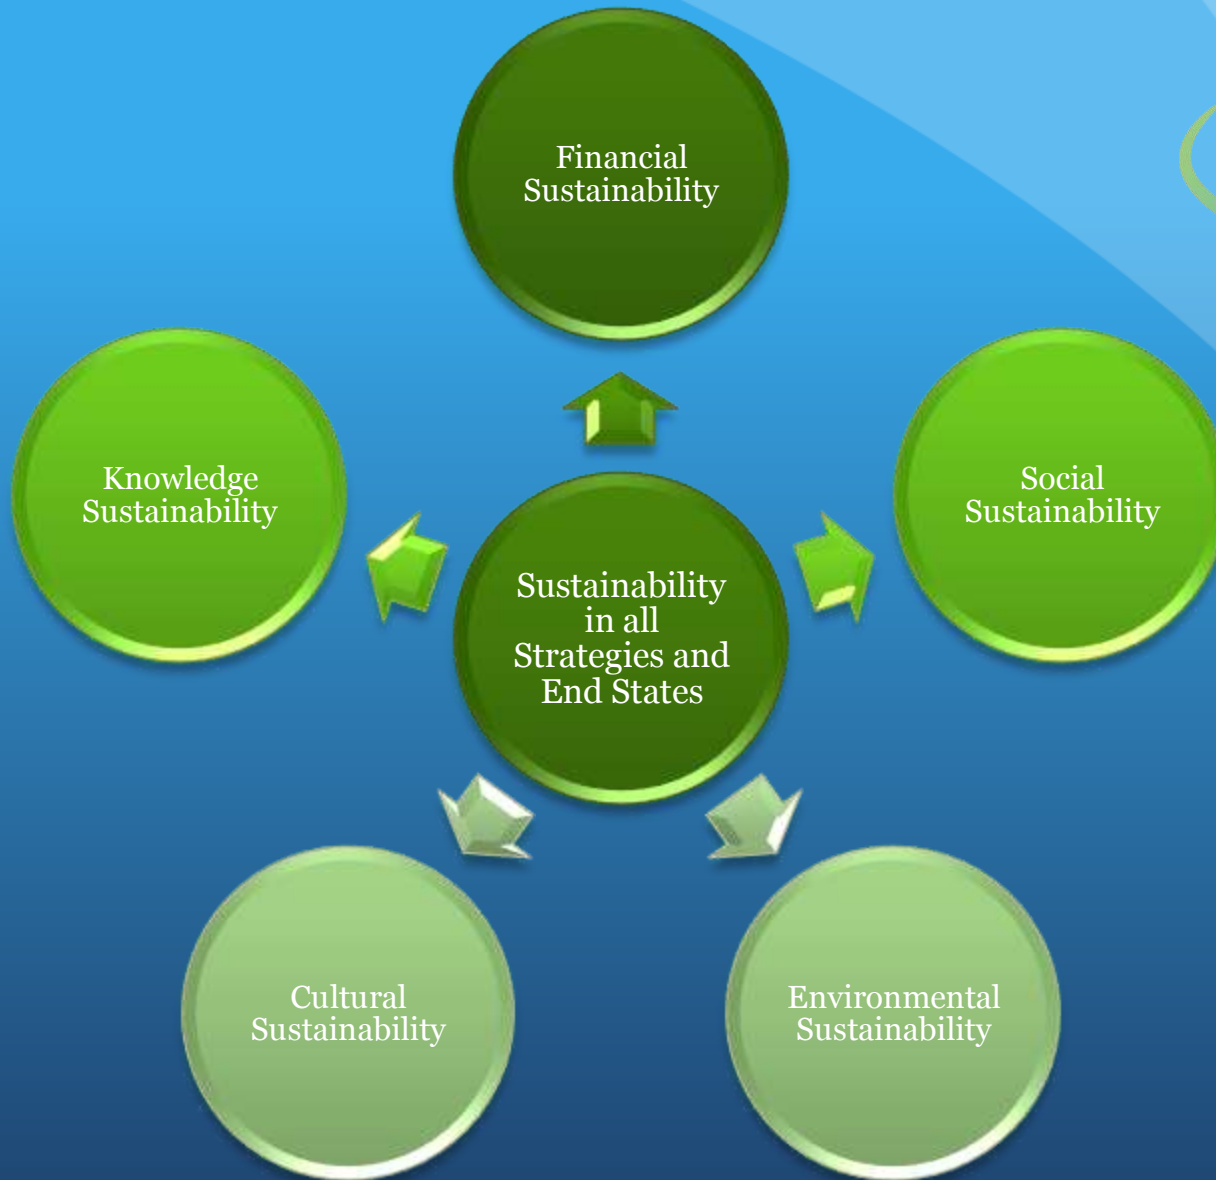 Financial
Sustainability
Knowledge
Sustainability
Social
Sustainability
Sustainability
in all
Strategies and
End States
Cultural
Sustainability
Environmental
Sustainability